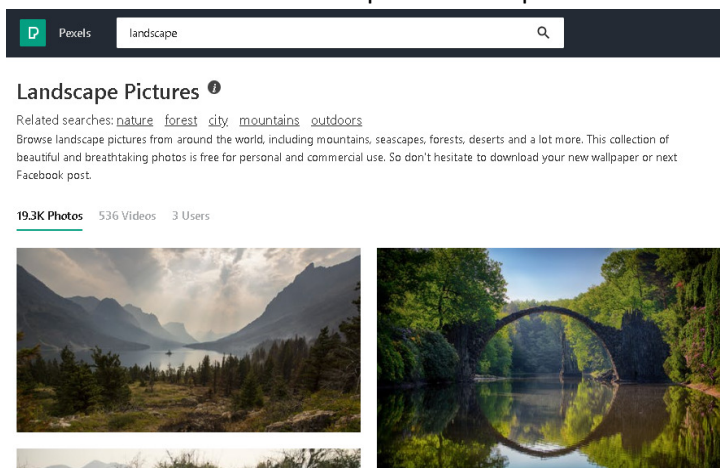 Pexels landscape
Landscape Pictures
Related searches: nature forest city mountains outdoors
Browse landscape pictures from around the world, including mountains, seascapes, forests, deserts and a lot more. This collection of
beautiful and breathtaking photos is free for personal and commercial use. So don't hesitate to download your new wallpaper or next
Facebook post.
19.3K Photos 536 Videos 3 Users